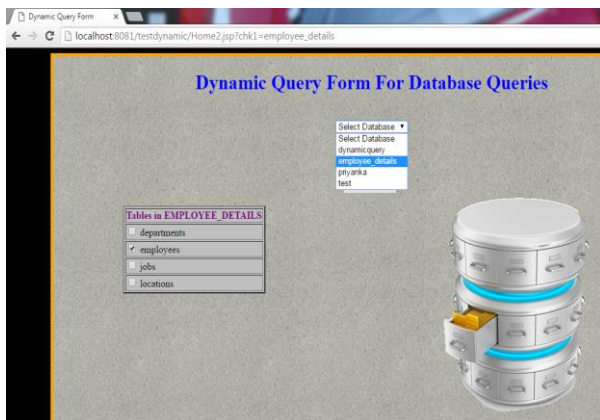 Dynamic Query Form
localhost:8081/testdynamic/Home2.jsp?chk1=employee_details
Dynamic Query Form For Database Queries
Select Database
Select Database
dynamicquery
employee_details
priyanka
test
Tables in EMPLOYEE_DETAILS
departments
employees
jobs
locations